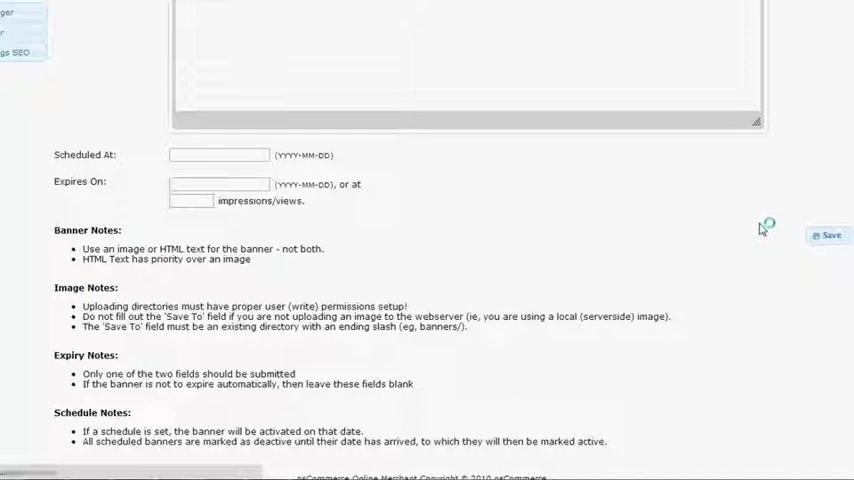 ger
r
gs SEO
Scheduled At: (YYYY-MM-DD)
Expires On: (YYYY-MM-DD), or at
impressions/views.
Save
Banner Notes:
Use an image or HTML text for the banner - not both.
HTML Text has priority over an image
Image Notes:
Uploading directories must have proper user (write) permissions setup!
Do not fill out the 'Save To' field if you are not uploading an image to the webserver (ie, you are using a local (serverside) image).
The 'Save To' field must be an existing directory with an ending slash (eg, banners/).
Expiry Notes:
Only one of the two fields should be submitted
If the banner is not to expire automatically, then leave these fields blank
Schedule Notes:
If a schedule is set, the banner will be activated on that date.
All scheduled banners are marked as deactive until their date has arrived, to which they will then be marked active.
osCommerce Online Merchant Copyright © 2010 osCommerce